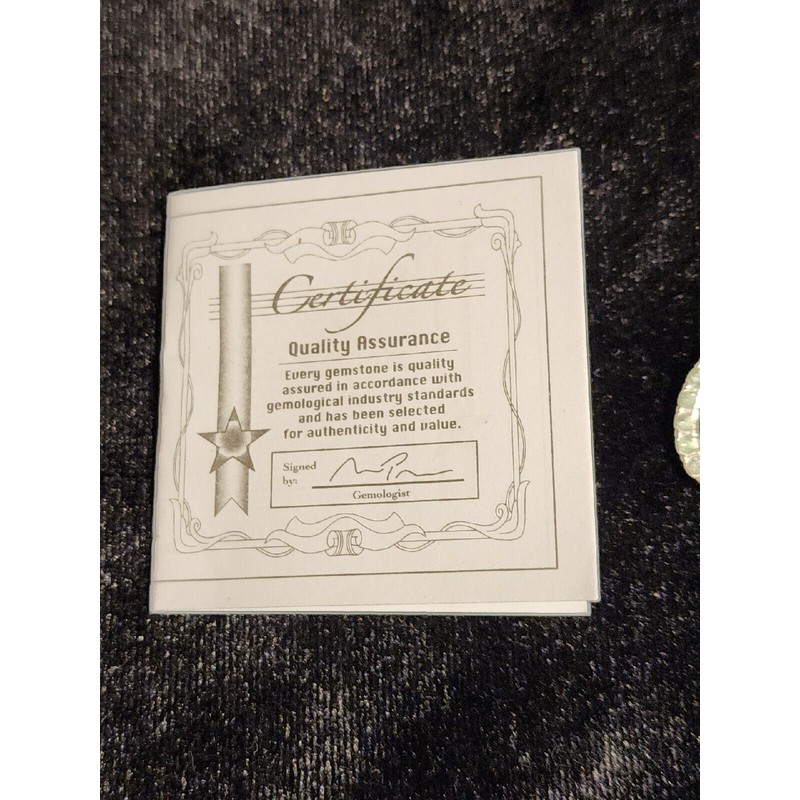 Certificate
Quality Assurance
Every gemstone is quality
assured in accordance with
gemological industry standards
and has been selected
for authenticity and value.
Signed
by:
Gemologist